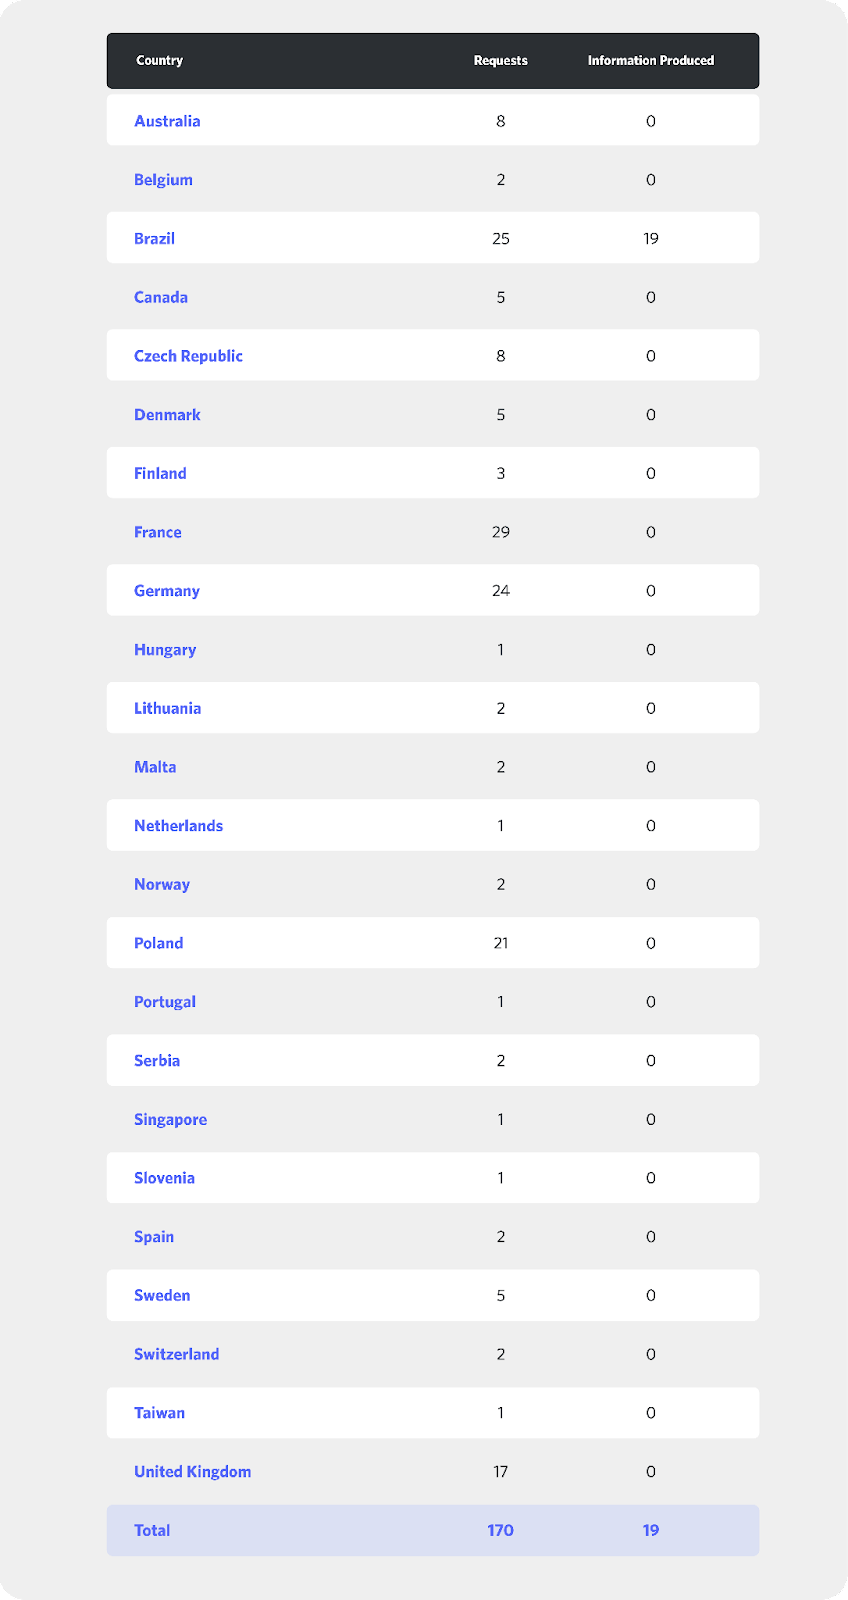 Country Requests Information Produced
Australia 8 0
Belgium 2 0
Brazil 25 19
Canada 5 0
Czech Republic 8 0
Denmark 5 0
Finland 3 0
France 29 0
Germany 24 0
Hungary 1 0
Lithuania 2 0
Malta 2 0
Netherlands 1 0
Norway 2 0
Poland 21 0
Portugal 1 0
Serbia 2 0
Singapore 1 0
Slovenia 1 0
Spain 2 0
Sweden 5 0
Switzerland 2 0
Taiwan 1 0
United Kingdom 17 0
Total 170 19